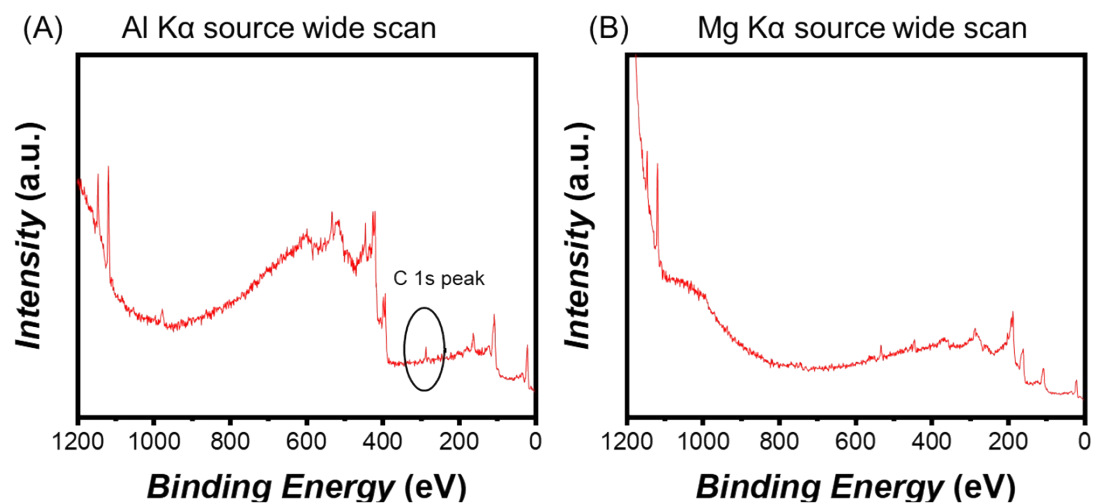 (A) Al Kα source wide scan
Intensity (a.u.)
C 1s peak
1200 1000 800 600 400 200 0
Binding Energy (eV)
(B) Mg Kα source wide scan
Intensity (a.u.)
1200 1000 800 600 400 200 0
Binding Energy (eV)